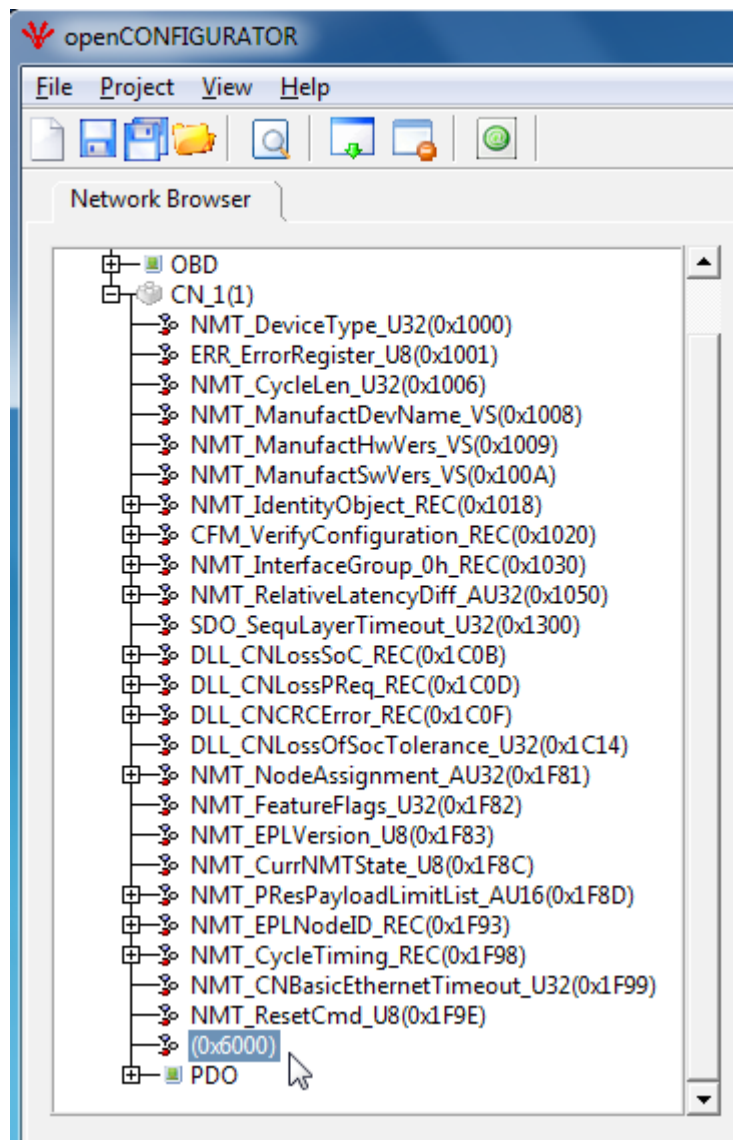 openCONFIGURATOR
File Project View Help
Network Browser
OBD
CN_1(1)
NMT_DeviceType_U32(0x1000)
ERR_ErrorRegister_U8(0x1001)
NMT_CycleLen_U32(0x1006)
NMT_ManufactDevName_VS(0x1008)
NMT_ManufactHwVers_VS(0x1009)
NMT_ManufactSwVers_VS(0x100A)
NMT_IdentityObject_REC(0x1018)
CFM_VerifyConfiguration_REC(0x1020)
NMT_InterfaceGroup_0h_REC(0x1030)
NMT_RelativeLatencyDiff_AU32(0x1050)
SDO_SequLayerTimeout_U32(0x1300)
DLL_CNLossSoC_REC(0x1C0B)
DLL_CNLossPReq_REC(0x1C0D)
DLL_CNCRCError_REC(0x1C0F)
DLL_CNLossOfSocTolerance_U32(0x1C14)
NMT_NodeAssignment_AU32(0x1F81)
NMT_FeatureFlags_U32(0x1F82)
NMT_EPLVersion_U8(0x1F83)
NMT_CurrNMTState_U8(0x1F8C)
NMT_PResPayloadLimitList_AU16(0x1F8D)
NMT_EPLNodeID_REC(0x1F93)
NMT_CycleTiming_REC(0x1F98)
NMT_CNBasicEthernetTimeout_U32(0x1F99)
NMT_ResetCmd_U8(0x1F9E)
(0x6000)
PDO